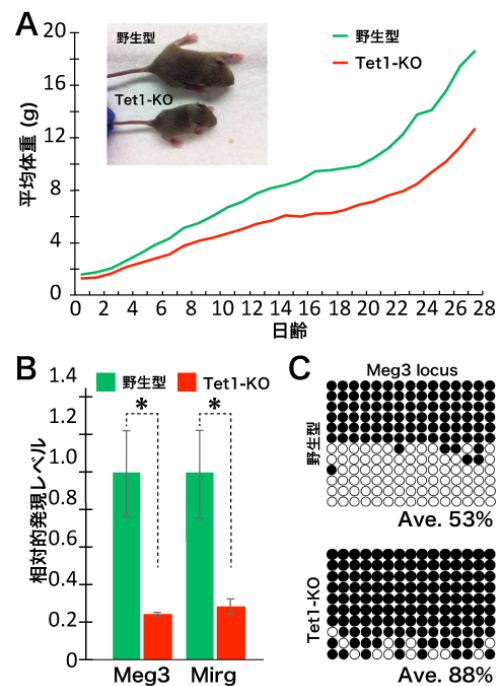 A
野生型
Tet1-KO
野生型
Tet1-KO
平均体重 (g)
20
16
12
8
4
0
0 2 4 6 8 10 12 14 16 18 20 22 24 26 28
日齢
B
野生型 Tet1-KO
相対的発現レベル
1.4
1.2
1.0
0.8
0.6
0.4
0.2
0
* *
Meg3 Mirg
C
Meg3 locus
野生型
Ave. 53%
Tet1-KO
Ave. 88%